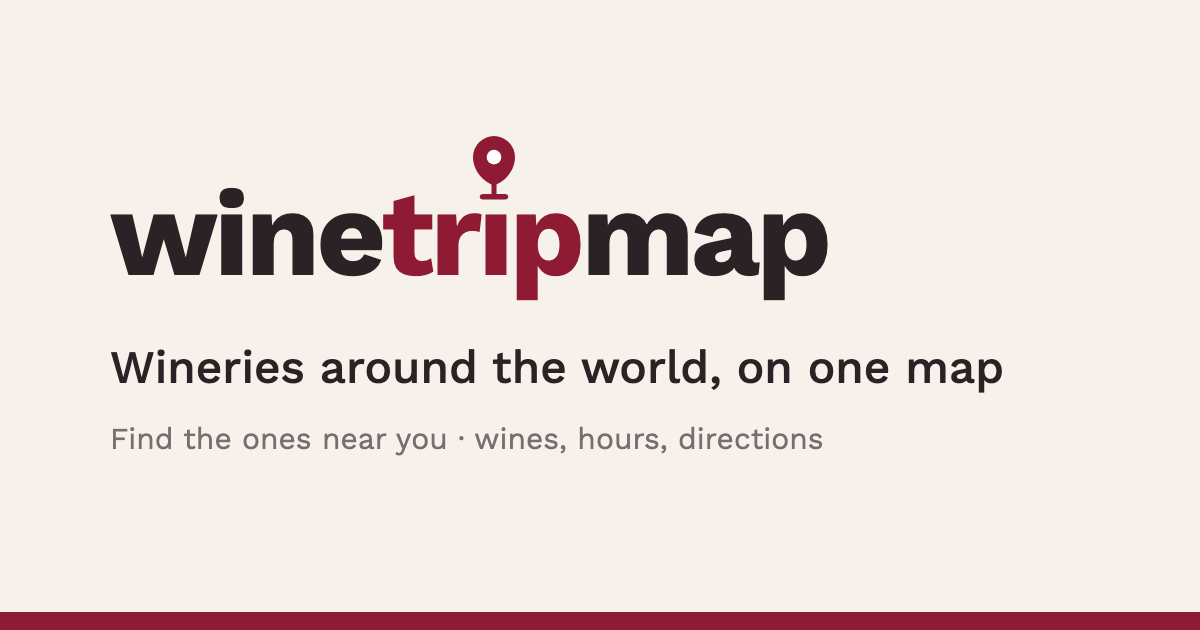 winetripmap
Wineries around the world, on one map
Find the ones near you · wines, hours, directions